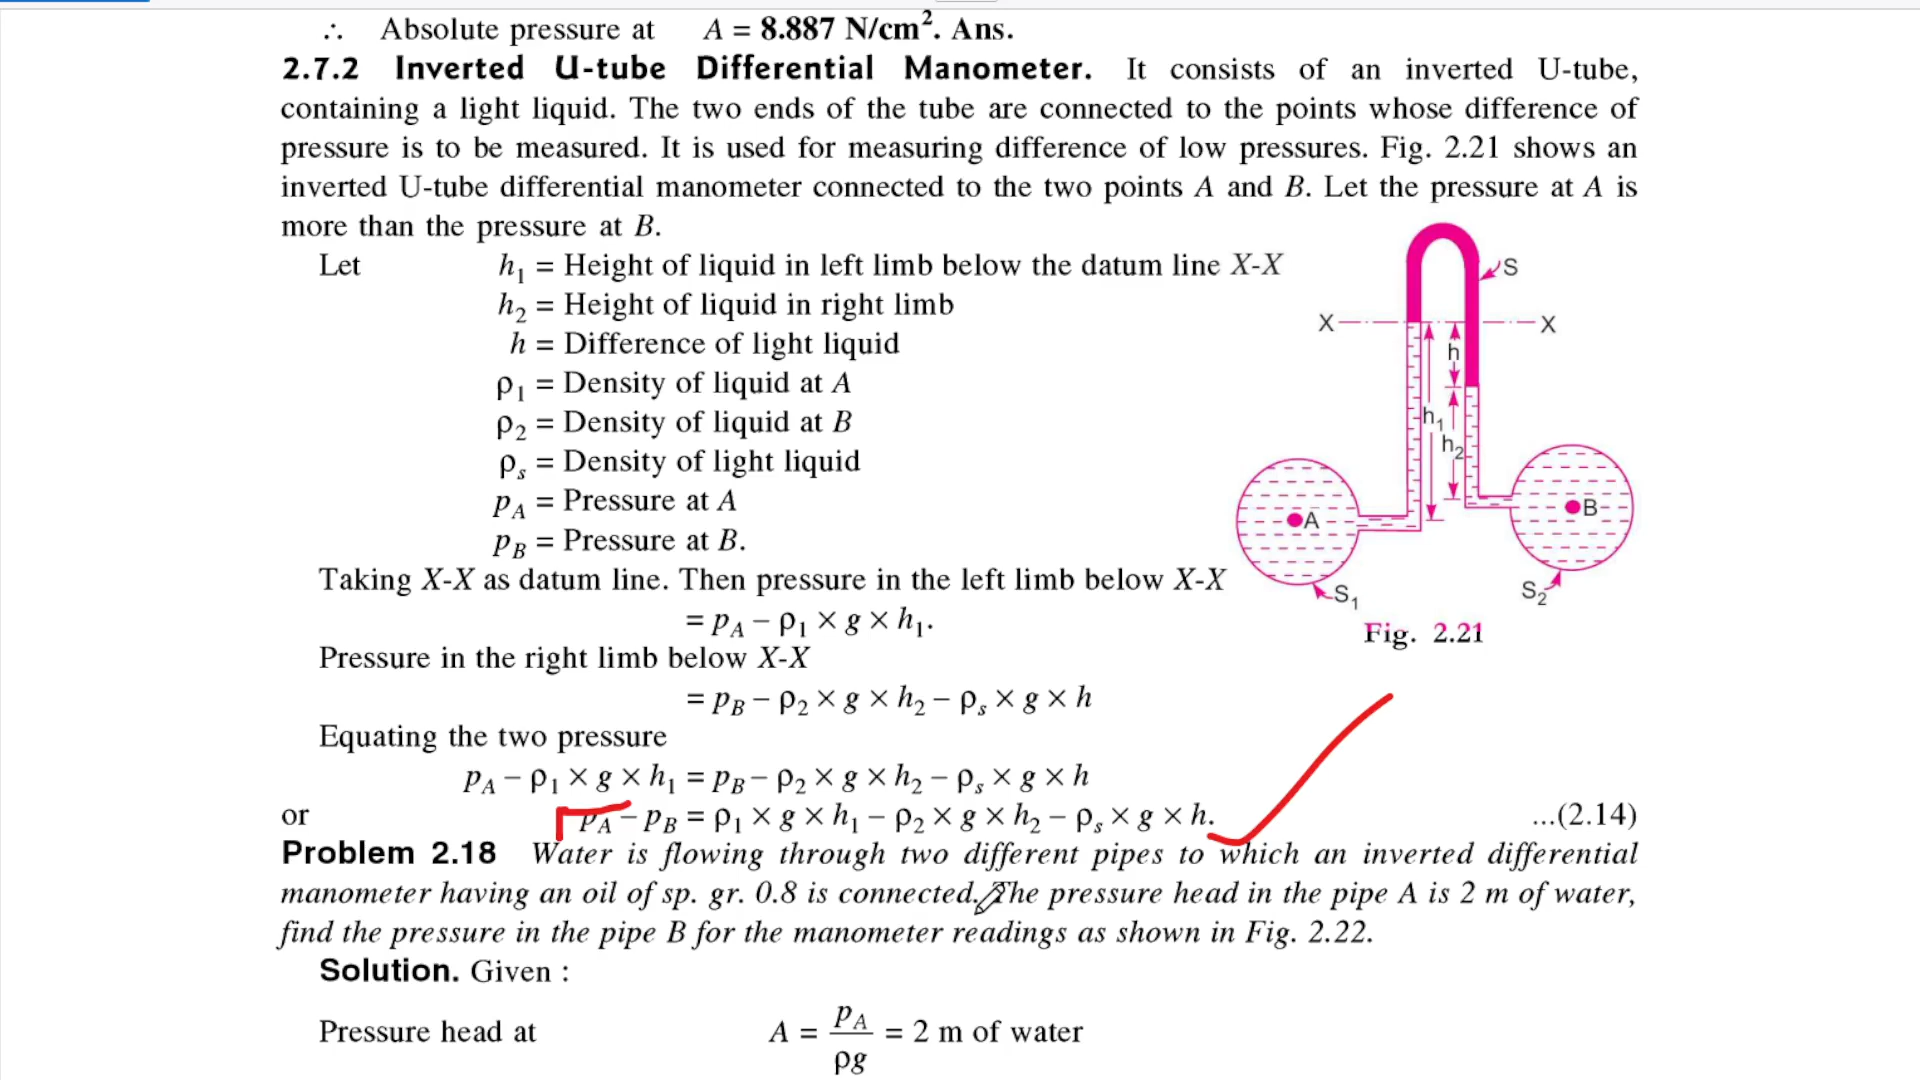 ∴ Absolute pressure at A = 8.887 N/cm². Ans.
2.7.2 Inverted U-tube Differential Manometer. It consists of an inverted U-tube,
containing a light liquid. The two ends of the tube are connected to the points whose difference of
pressure is to be measured. It is used for measuring difference of low pressures. Fig. 2.21 shows an
inverted U-tube differential manometer connected to the two points A and B. Let the pressure at A is
more than the pressure at B.
Let h₁ = Height of liquid in left limb below the datum line X-X
h₂ = Height of liquid in right limb
h = Difference of light liquid
ρ₁ = Density of liquid at A
ρ₂ = Density of liquid at B
ρₛ = Density of light liquid
p_A = Pressure at A
p_B = Pressure at B.
Taking X-X as datum line. Then pressure in the left limb below X-X
= p_A – ρ₁ × g × h₁.
Pressure in the right limb below X-X
= p_B – ρ₂ × g × h₂ – ρₛ × g × h
Equating the two pressure
p_A – ρ₁ × g × h₁ = p_B – ρ₂ × g × h₂ – ρₛ × g × h
or p_A – p_B = ρ₁ × g × h₁ – ρ₂ × g × h₂ – ρₛ × g × h. ...(2.14)
S
X X
h
h₁
h₂
A
B
S₁
S₂
Fig. 2.21
Problem 2.18 Water is flowing through two different pipes to which an inverted differential
manometer having an oil of sp. gr. 0.8 is connected. The pressure head in the pipe A is 2 m of water,
find the pressure in the pipe B for the manometer readings as shown in Fig. 2.22.
Solution. Given :
Pressure head at A = p_A / ρg = 2 m of water